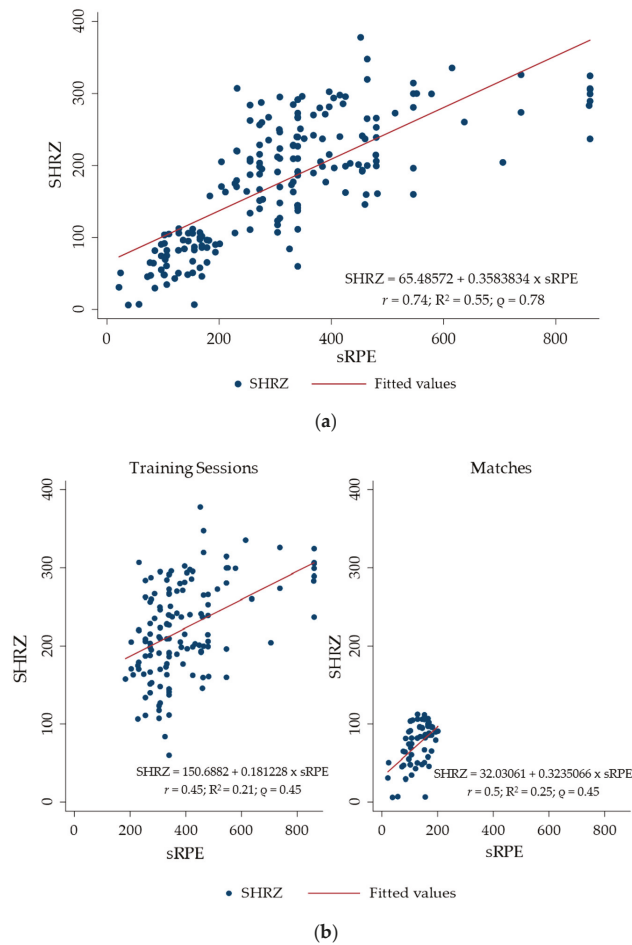 400
300
200
100
0
SHRZ
SHRZ = 65.48572 + 0.3583834 x sRPE
r = 0.74; R² = 0.55; ϱ = 0.78
0 200 400 600 800
sRPE
SHRZ Fitted values
(a)
Training Sessions Matches
400
300
200
100
0
SHRZ
SHRZ = 150.6882 + 0.181228 x sRPE
r = 0.45; R² = 0.21; ϱ = 0.45
0 200 400 600 800
sRPE
400
300
200
100
0
SHRZ
SHRZ = 32.03061 + 0.3235066 x sRPE
r = 0.5; R² = 0.25; ϱ = 0.45
0 200 400 600 800
sRPE
SHRZ Fitted values
(b)